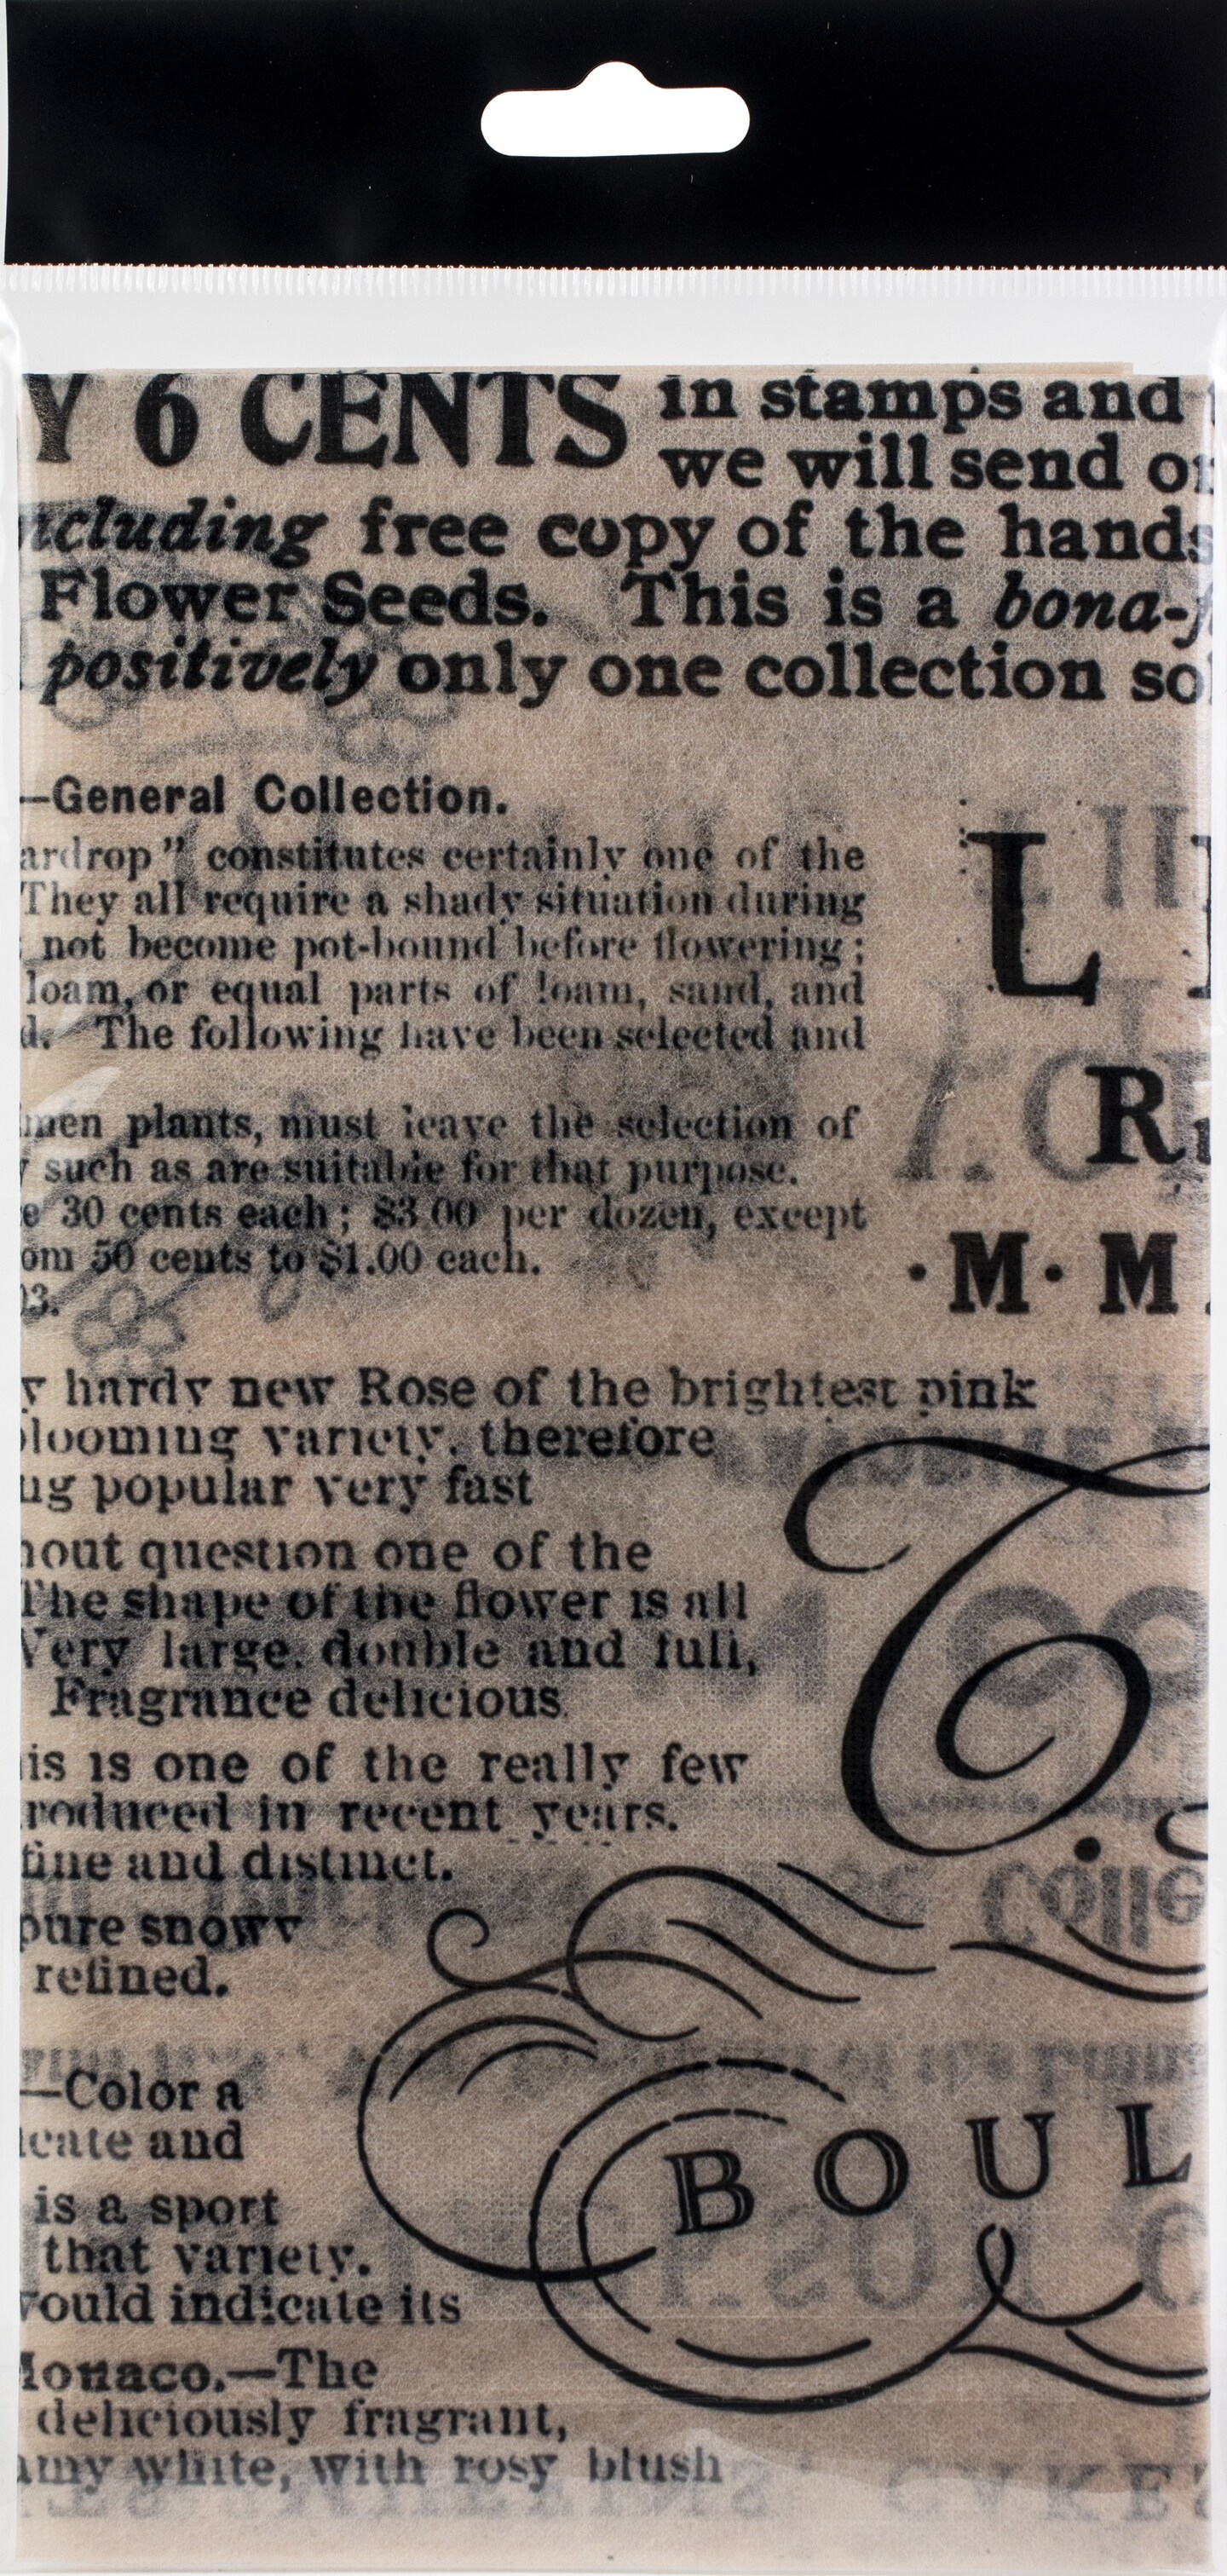 Y 6 CENTS in stamps and
we will send
ncluding free copy of the hands
Flower Seeds. This is a bona-
positively only one collection so
—General Collection.
ardrop" constitutes certainly one of the
They all require a shady situation during
not become pot-bound before flowering;
loam, or equal parts of loam, sand, and
d. The following have been selected and
men plants, must leave the selection of
y such as are suitable for that purpose.
e 30 cents each; $3 00 per dozen, except
om 50 cents to $1.00 each.
03.
L
R
·M·M
y hardy new Rose of the brightest pink
looming variety, therefore
ng popular very fast
hout question one of the
The shape of the flower is all
Very large, double and full,
Fragrance delicious.
is is one of the really few
roduced in recent years.
fine and distinct.
pure snowy
refined.
T.
—Color a
icate and
is a sport
that variety.
would indicate its
Monaco.—The
deliciously fragrant,
amy white, with rosy blush
BOUL